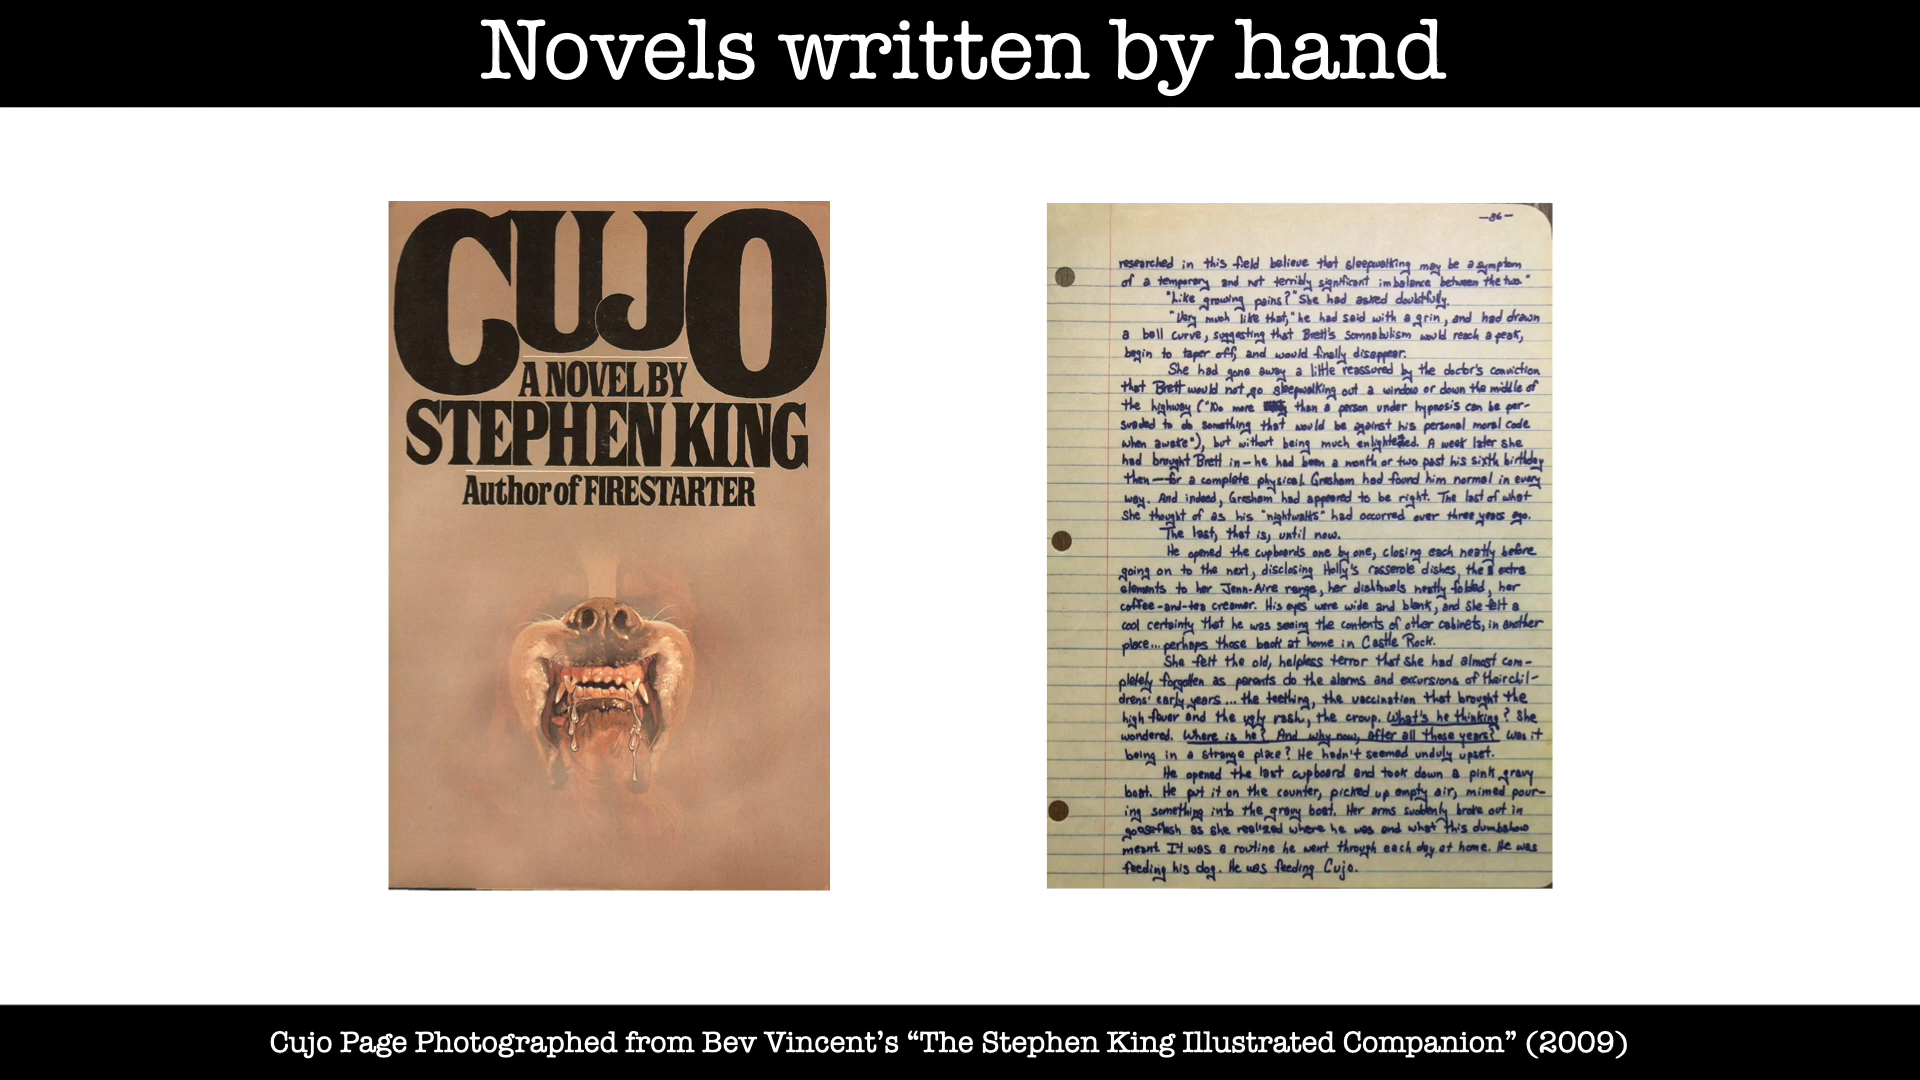 Novels written by hand
CUJO
A NOVEL BY
STEPHEN KING
Author of FIRESTARTER
—86—
researched in this field believe that sleepwalking may be a symptom
of a temporary and not terribly significant imbalance between the two."
"Like growing pains?" She had asked doubtfully.
"Very much like that," he had said with a grin, and had drawn
a bell curve, suggesting that Brett's somnabulism would reach a peak,
begin to taper off, and would finally disappear.
She had gone away a little reassured by the doctor's conviction
that Brett would not go sleepwalking out a window or down the middle of
the highway ("No more than a person under hypnosis can be per-
suaded to do something that would be against his personal moral code
when awake"), but without being much enlightened. A week later she
had brought Brett in—he had been a month or two past his sixth birthday
then—for a complete physical. Gresham had found him normal in every
way. And indeed, Gresham had appeared to be right. The last of what
She thought of as his "nightwalks" had occurred over three years ago.
The last, that is, until now.
He opened the cupboards one by one, closing each neatly before
going on to the next, disclosing Holly's casserole dishes, the extra
elements to her Jenn-Aire range, her dishtowels neatly folded, her
coffee-and-tea creamer. His eyes were wide and blank, and she felt a
cool certainty that he was seeing the contents of other cabinets, in another
place... perhaps those back at home in Castle Rock.
She felt the old, helpless terror that she had almost com-
pletely forgotten as parents do the alarms and excursions of their chil-
drens' early years... the teething, the vaccination that brought the
high fever and the ugly rash, the croup. What's he thinking? She
wondered. Where is he? And why now, after all these years? Was it
being in a strange place? He hadn't seemed unduly upset.
He opened the last cupboard and took down a pink gravy
boat. He put it on the counter, picked up empty air, mimed pour-
ing something into the gravy boat. Her arms suddenly broke out in
gooseflesh as she realized where he was and what this dumbshow
meant. It was a routine he went through each day at home. He was
feeding his dog. He was feeding Cujo.
Cujo Page Photographed from Bev Vincent's "The Stephen King Illustrated Companion" (2009)